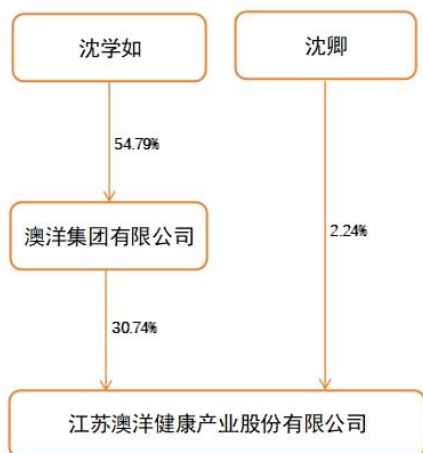 沈学如
沈卿
54.79%
澳洋集团有限公司
2.24%
30.74%
江苏澳洋健康产业股份有限公司